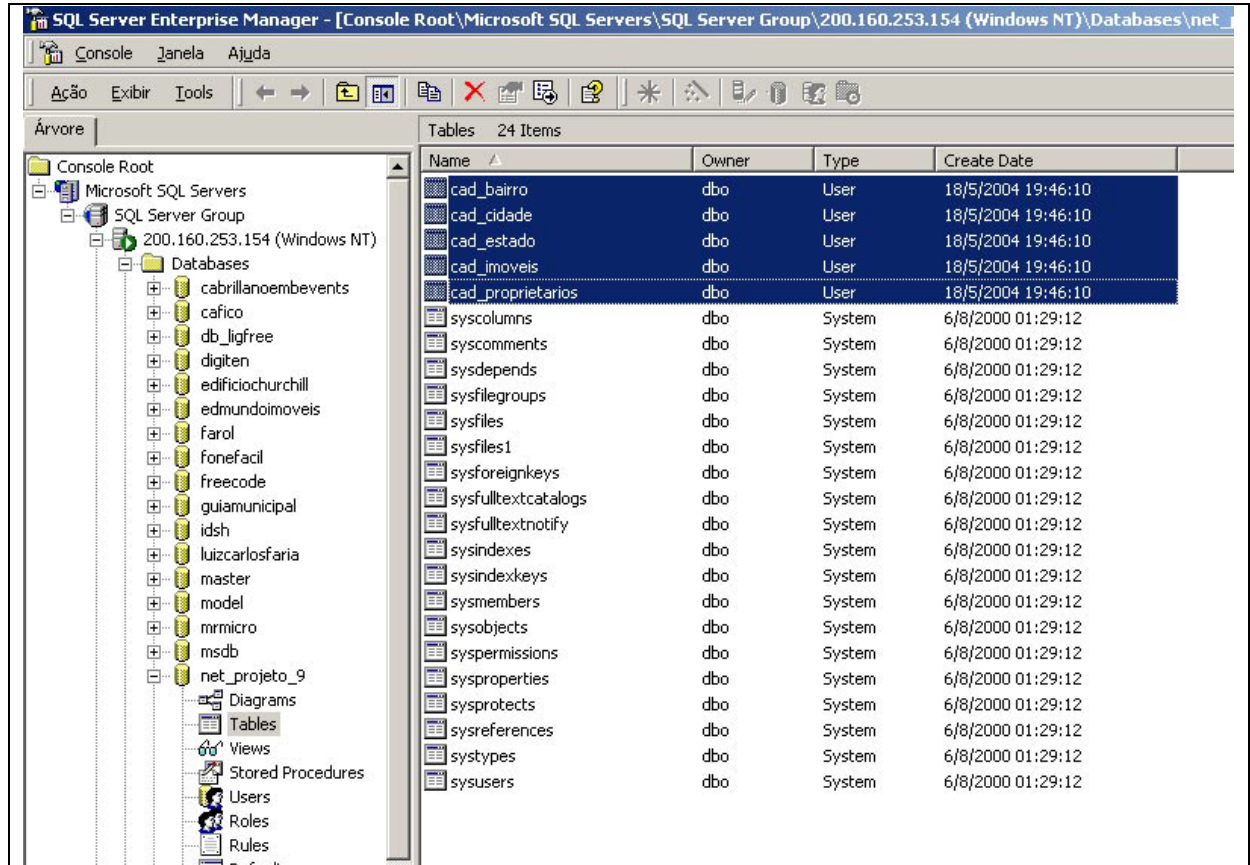 SQL Server Enterprise Manager - [Console Root\Microsoft SQL Servers\SQL Server Group\200.160.253.154 (Windows NT)\Databases\net_
Console Janela Ajuda
Ação Exibir Tools
Árvore
Tables 24 Items
Console Root
Microsoft SQL Servers
SQL Server Group
200.160.253.154 (Windows NT)
Databases
cabrillanoembevents
cafico
db_ligfree
digiten
edificiochurchill
edmundoimoveis
farol
fonefacil
freecode
guiamunicipal
idsh
luizcarlosfaria
master
model
mrmicro
msdb
net_projeto_9
Diagrams
Tables
Views
Stored Procedures
Users
Roles
Rules
Name Owner Type Create Date
cad_bairro dbo User 18/5/2004 19:46:10
cad_cidade dbo User 18/5/2004 19:46:10
cad_estado dbo User 18/5/2004 19:46:10
cad_imoveis dbo User 18/5/2004 19:46:10
cad_proprietarios dbo User 18/5/2004 19:46:10
syscolumns dbo System 6/8/2000 01:29:12
syscomments dbo System 6/8/2000 01:29:12
sysdepends dbo System 6/8/2000 01:29:12
sysfilegroups dbo System 6/8/2000 01:29:12
sysfiles dbo System 6/8/2000 01:29:12
sysfiles1 dbo System 6/8/2000 01:29:12
sysforeignkeys dbo System 6/8/2000 01:29:12
sysfulltextcatalogs dbo System 6/8/2000 01:29:12
sysfulltextnotify dbo System 6/8/2000 01:29:12
sysindexes dbo System 6/8/2000 01:29:12
sysindexkeys dbo System 6/8/2000 01:29:12
sysmembers dbo System 6/8/2000 01:29:12
sysobjects dbo System 6/8/2000 01:29:12
syspermissions dbo System 6/8/2000 01:29:12
sysproperties dbo System 6/8/2000 01:29:12
sysprotects dbo System 6/8/2000 01:29:12
sysreferences dbo System 6/8/2000 01:29:12
systypes dbo System 6/8/2000 01:29:12
sysusers dbo System 6/8/2000 01:29:12